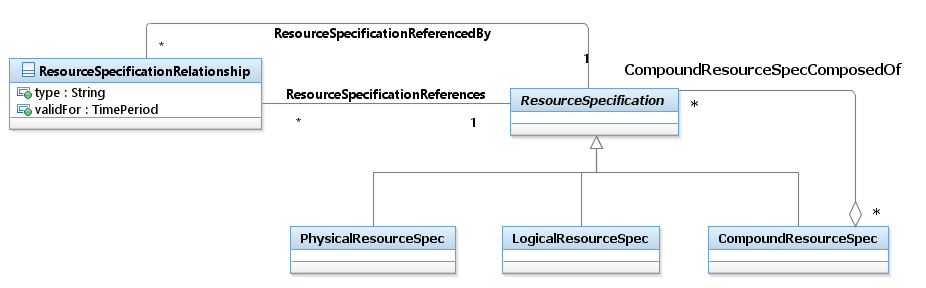 ResourceSpecificationReferencedBy
*
1
CompoundResourceSpecComposedOf
ResourceSpecificationRelationship
type : String
validFor : TimePeriod
ResourceSpecificationReferences
*
1
ResourceSpecification
*
*
PhysicalResourceSpec
LogicalResourceSpec
CompoundResourceSpec